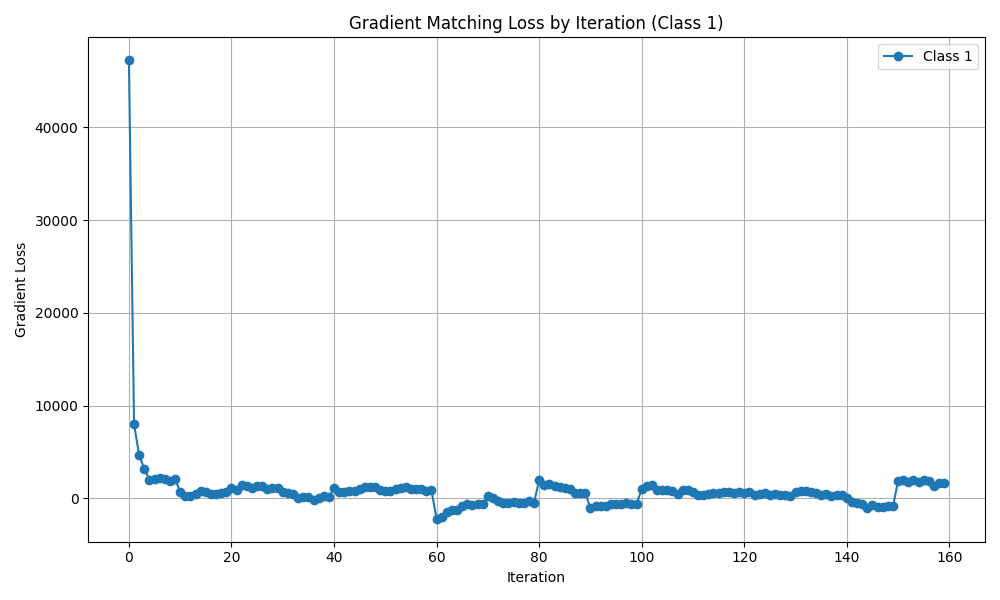 Gradient Matching Loss by Iteration (Class 1)
Class 1
40000
30000
20000
10000
0
Gradient Loss
0 20 40 60 80 100 120 140 160
Iteration